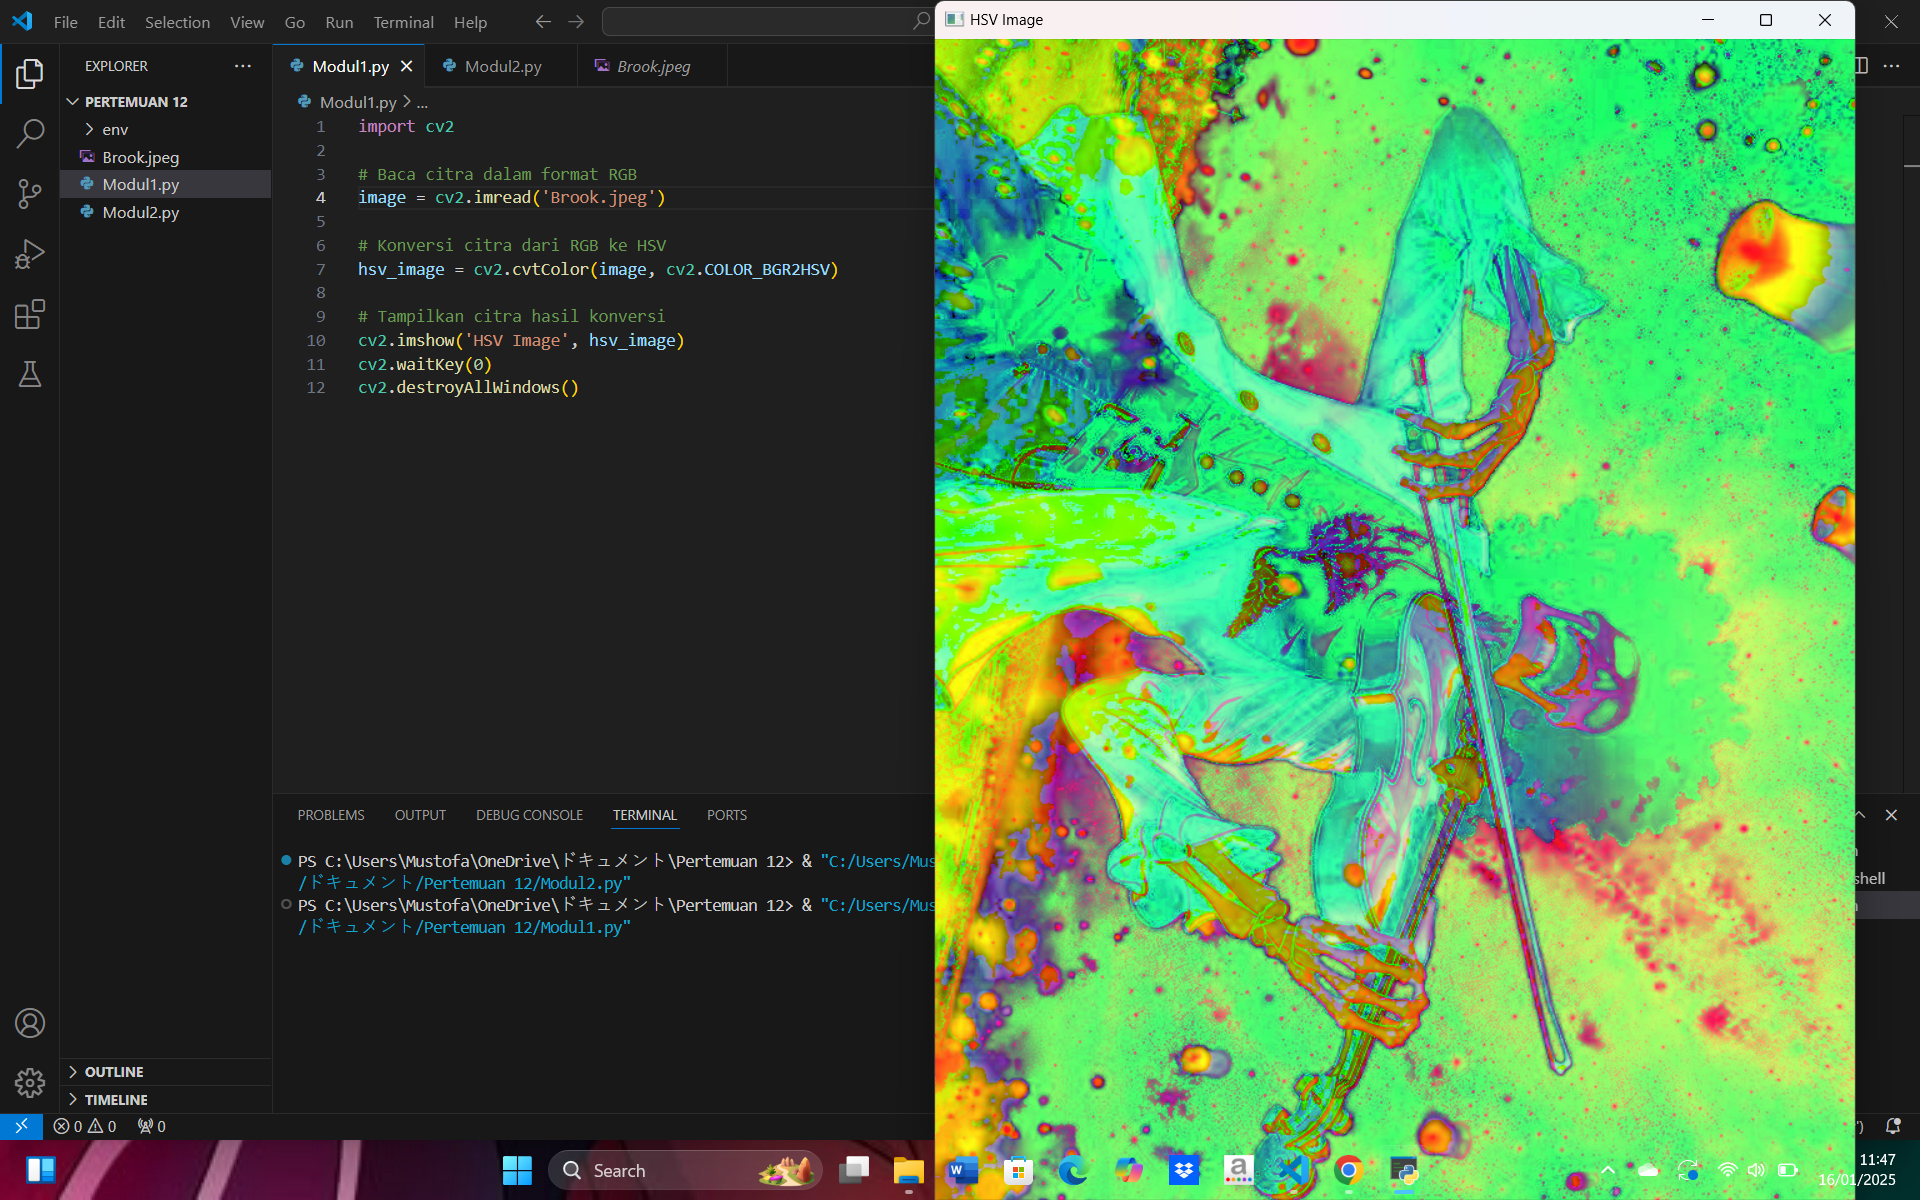 File Edit Selection View Go Run Terminal Help
HSV Image
EXPLORER
PERTEMUAN 12
env
Brook.jpeg
Modul1.py
Modul2.py
OUTLINE
TIMELINE
Modul1.py Modul2.py Brook.jpeg
Modul1.py > ...
1 import cv2
2
3 # Baca citra dalam format RGB
4 image = cv2.imread('Brook.jpeg')
5
6 # Konversi citra dari RGB ke HSV
7 hsv_image = cv2.cvtColor(image, cv2.COLOR_BGR2HSV)
8
9 # Tampilkan citra hasil konversi
10 cv2.imshow('HSV Image', hsv_image)
11 cv2.waitKey(0)
12 cv2.destroyAllWindows()
PROBLEMS OUTPUT DEBUG CONSOLE TERMINAL PORTS
PS C:\Users\Mustofa\OneDrive\ドキュメント\Pertemuan 12> & "C:/Users/Mus
/ドキュメント/Pertemuan 12/Modul2.py"
PS C:\Users\Mustofa\OneDrive\ドキュメント\Pertemuan 12> & "C:/Users/Mus
/ドキュメント/Pertemuan 12/Modul1.py"
shell
0 0 0
Search
11:47
16/01/2025